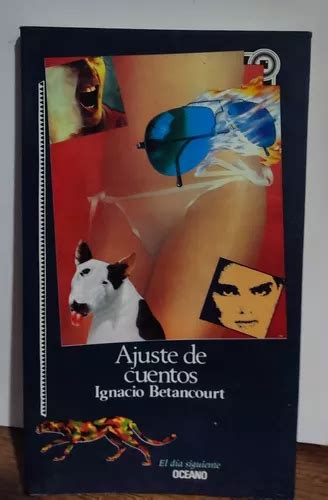 Ajuste de
cuentos
Ignacio Betancourt
El día siguiente
OCEANO